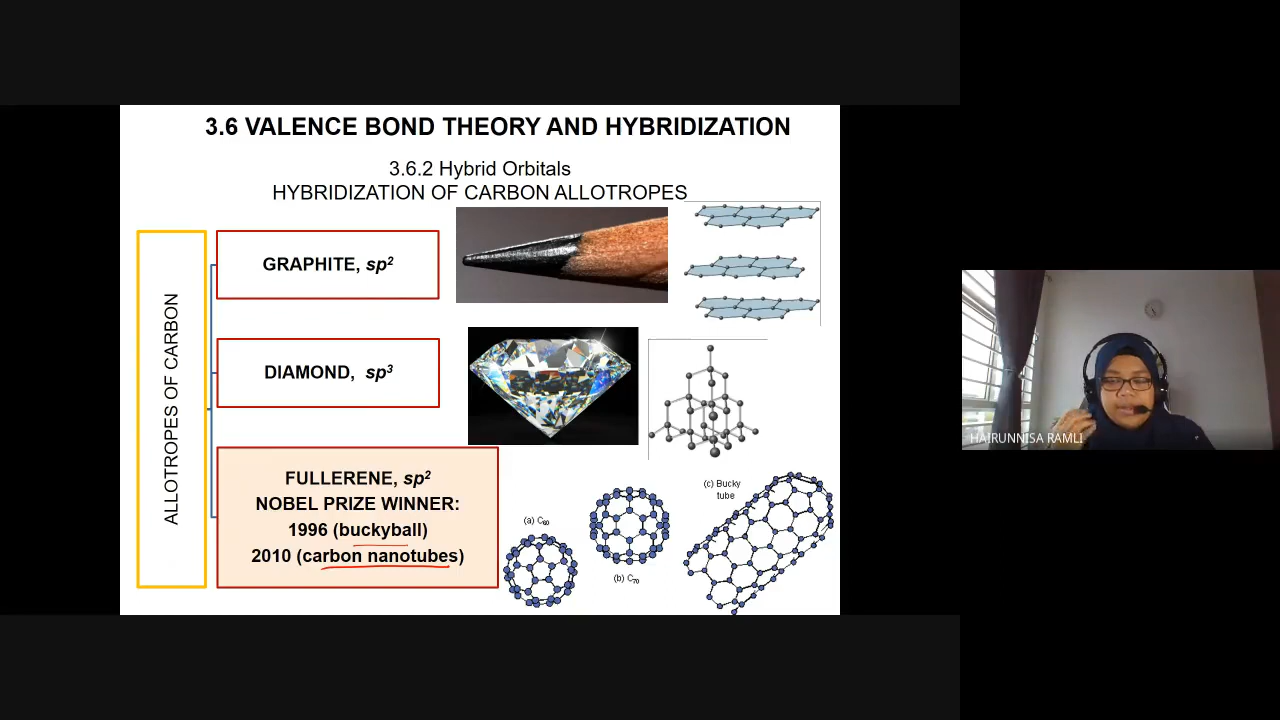 3.6 VALENCE BOND THEORY AND HYBRIDIZATION
3.6.2 Hybrid Orbitals
HYBRIDIZATION OF CARBON ALLOTROPES
ALLOTROPES OF CARBON
GRAPHITE, sp²
DIAMOND, sp³
FULLERENE, sp²
NOBEL PRIZE WINNER:
1996 (buckyball)
2010 (carbon nanotubes)
(a) C₆₀
(b) C₇₀
(c) Bucky
tube
HAIRUNNISA RAMLI